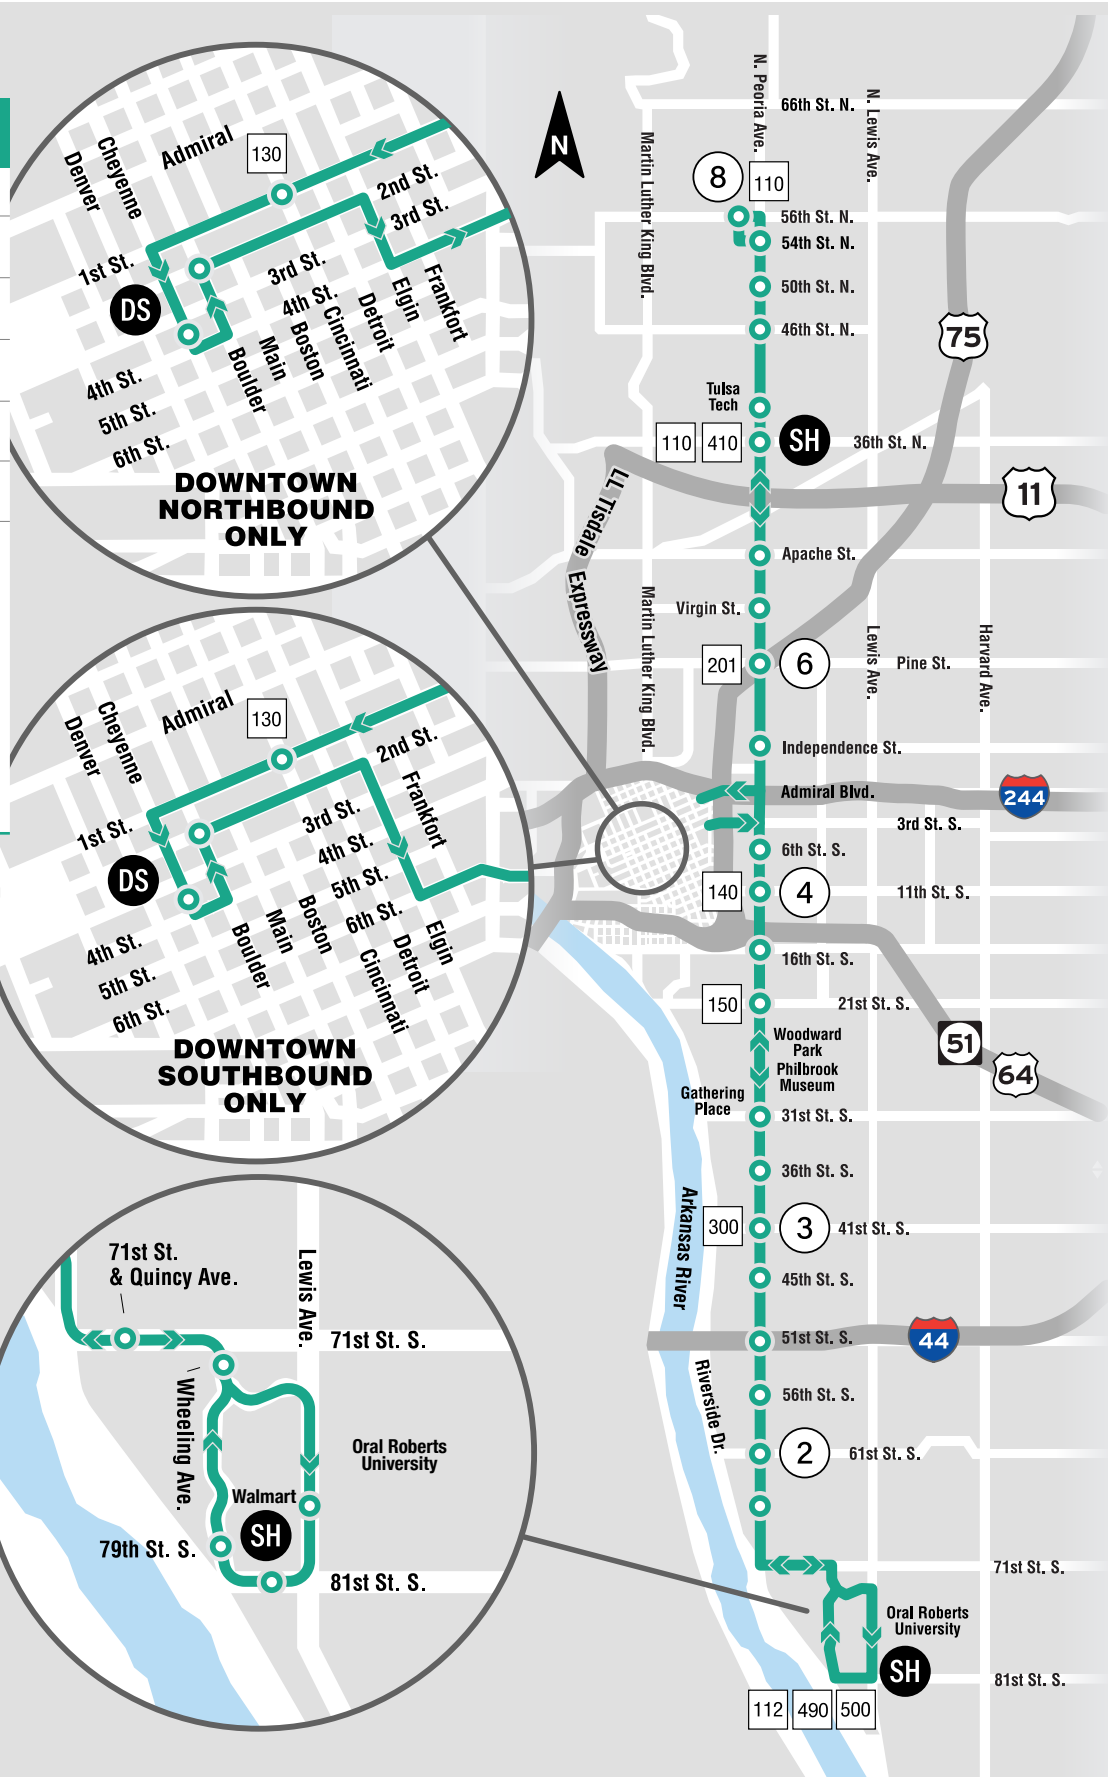 Admiral
130
Cheyenne
Denver
2nd St.
3rd St.
1st St.
DS
3rd St.
4th St.
Frankfort
Elgin
Detroit
Cincinnati
Boston
Main
Boulder
4th St.
5th St.
6th St.
DOWNTOWN
NORTHBOUND
ONLY
Admiral
130
Cheyenne
Denver
2nd St.
Frankfort
1st St.
DS
3rd St.
4th St.
5th St.
6th St.
Elgin
Detroit
Cincinnati
Boston
Main
Boulder
4th St.
5th St.
6th St.
DOWNTOWN
SOUTHBOUND
ONLY
71st St.
& Quincy Ave.
Lewis Ave.
71st St. S.
Wheeling Ave.
Oral Roberts
University
Walmart
SH
79th St. S.
81st St. S.
N
N. Peoria Ave.
66th St. N.
N. Lewis Ave.
Martin Luther King Blvd.
8
110
56th St. N.
54th St. N.
50th St. N.
46th St. N.
75
Tulsa
Tech
110
410
SH
36th St. N.
11
LL Tisdale
Expressway
Apache St.
Virgin St.
Martin Luther King Blvd.
Lewis Ave.
Harvard Ave.
201
6
Pine St.
Independence St.
Admiral Blvd.
244
3rd St. S.
6th St. S.
140
4
11th St. S.
16th St. S.
150
21st St. S.
Woodward
Park
Philbrook
Museum
51
64
Gathering
Place
31st St. S.
36th St. S.
Arkansas River
300
3
41st St. S.
45th St. S.
51st St. S.
44
Riverside Dr.
56th St. S.
2
61st St. S.
71st St. S.
Oral Roberts
University
SH
81st St. S.
112
490
500